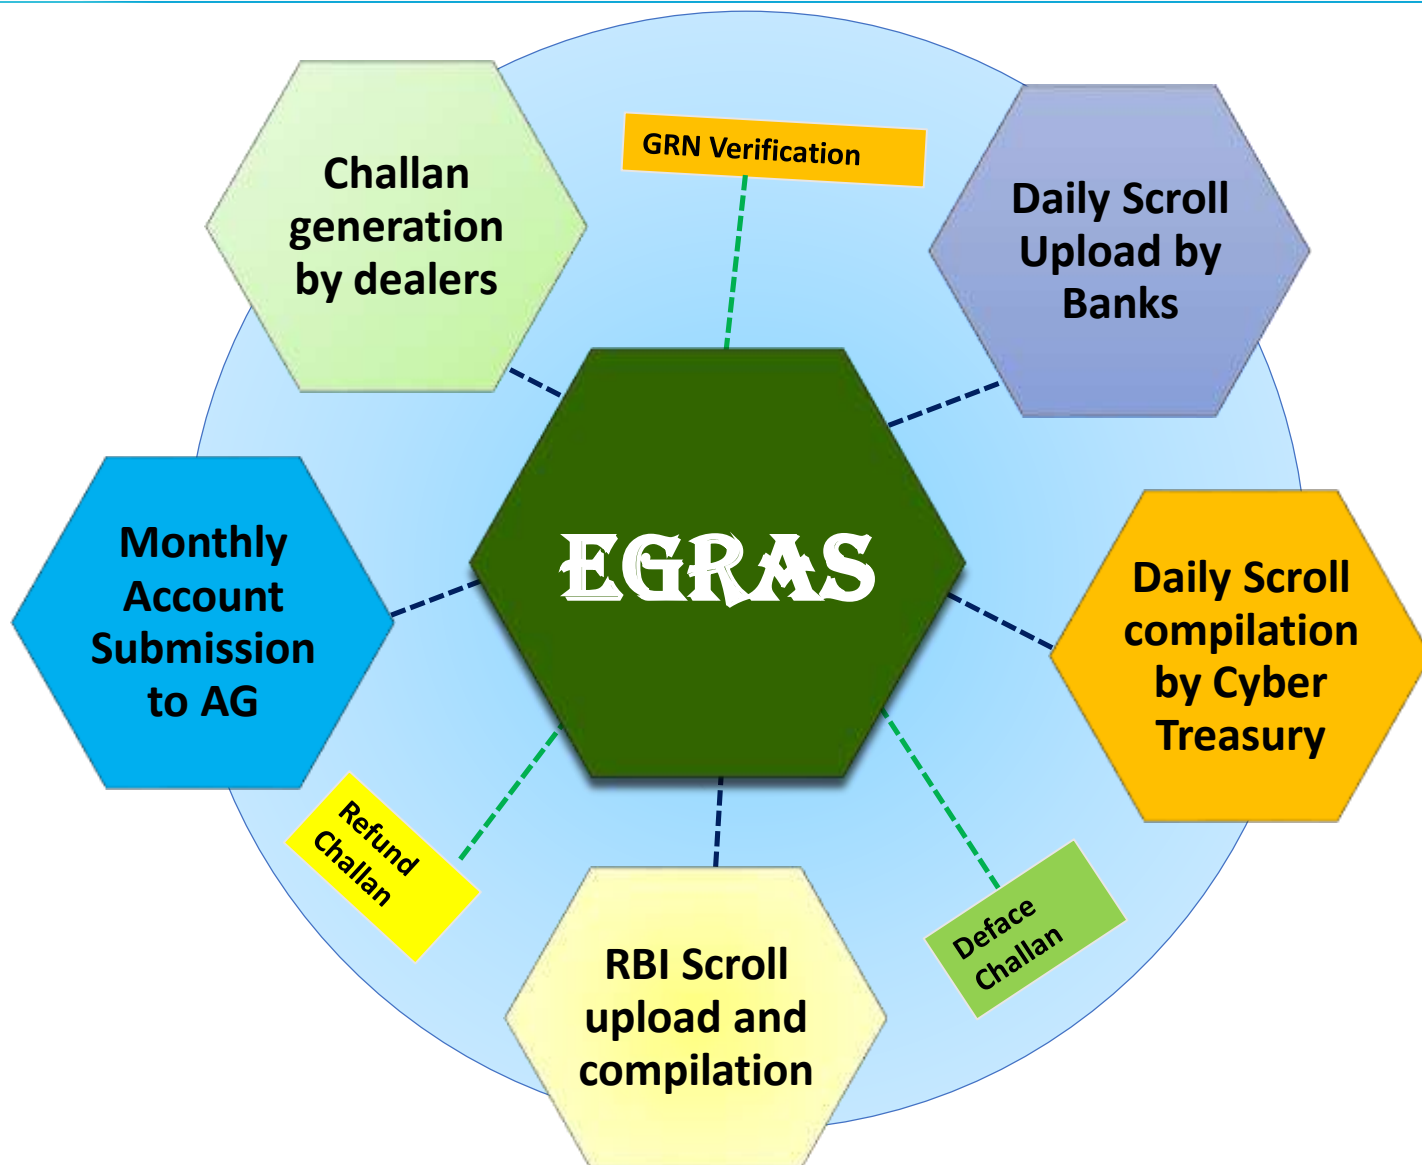 Challan
generation
by dealers
GRN Verification
Daily Scroll
Upload by
Banks
EGRAS
Monthly
Account
Submission
to AG
Daily Scroll
compilation
by Cyber
Treasury
Refund
Challan
Deface
Challan
RBI Scroll
upload and
compilation